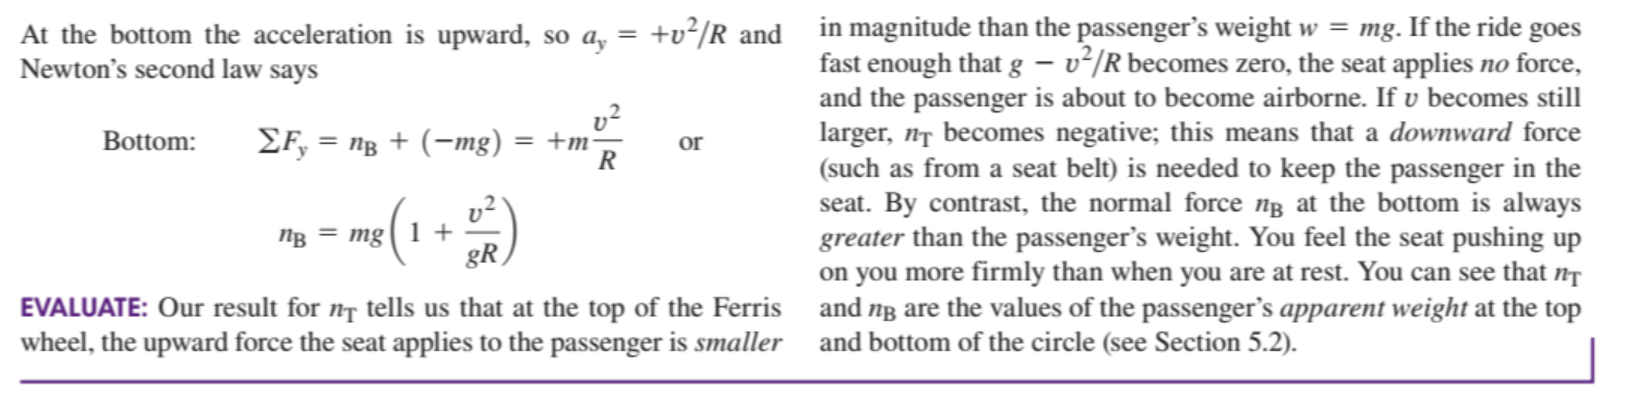 At the bottom the acceleration is upward, so a_y = +v²/R and
Newton's second law says
Bottom: ΣF_y = n_B + (−mg) = +m v²/R or
n_B = mg(1 + v²/gR)
EVALUATE: Our result for n_T tells us that at the top of the Ferris
wheel, the upward force the seat applies to the passenger is smaller
in magnitude than the passenger's weight w = mg. If the ride goes
fast enough that g − v²/R becomes zero, the seat applies no force,
and the passenger is about to become airborne. If v becomes still
larger, n_T becomes negative; this means that a downward force
(such as from a seat belt) is needed to keep the passenger in the
seat. By contrast, the normal force n_B at the bottom is always
greater than the passenger's weight. You feel the seat pushing up
on you more firmly than when you are at rest. You can see that n_T
and n_B are the values of the passenger's apparent weight at the top
and bottom of the circle (see Section 5.2).